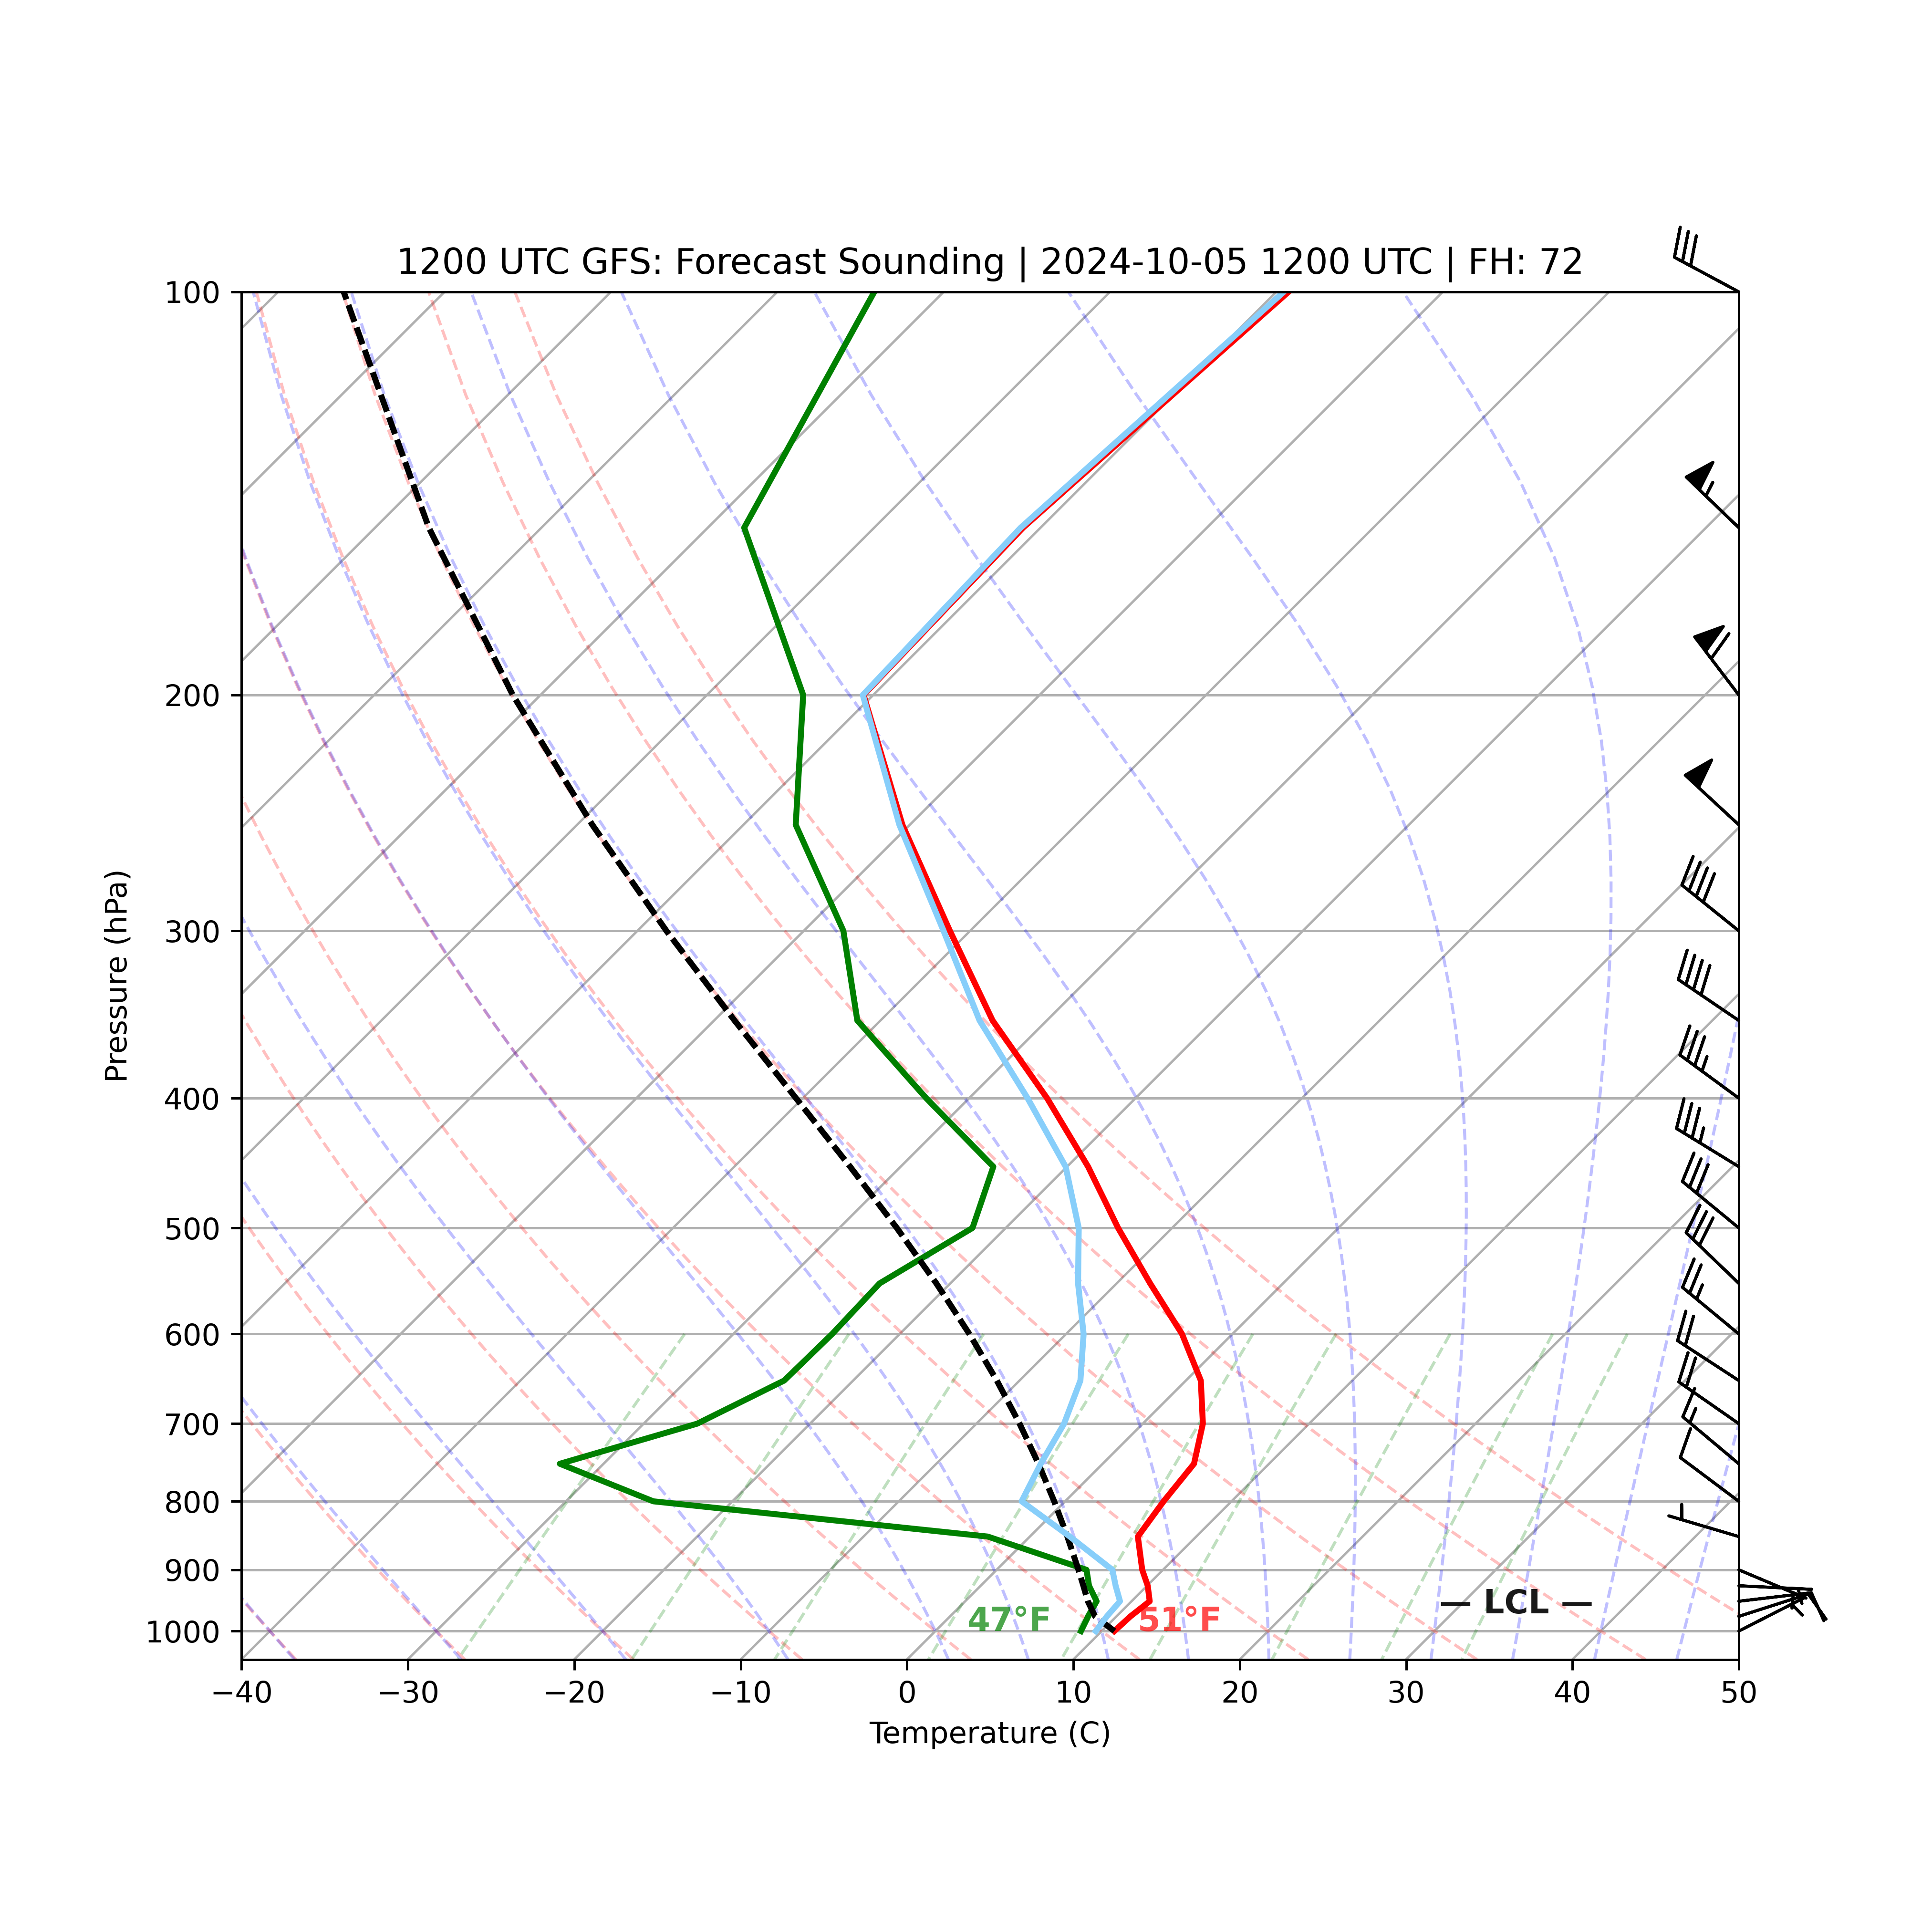 1200 UTC GFS: Forecast Sounding | 2024-10-05 1200 UTC | FH: 72
100
200
300
400
500
600
700
800
900
1000
Pressure (hPa)
47°F
51°F
— LCL —
−40 −30 −20 −10 0 10 20 30 40 50
Temperature (C)